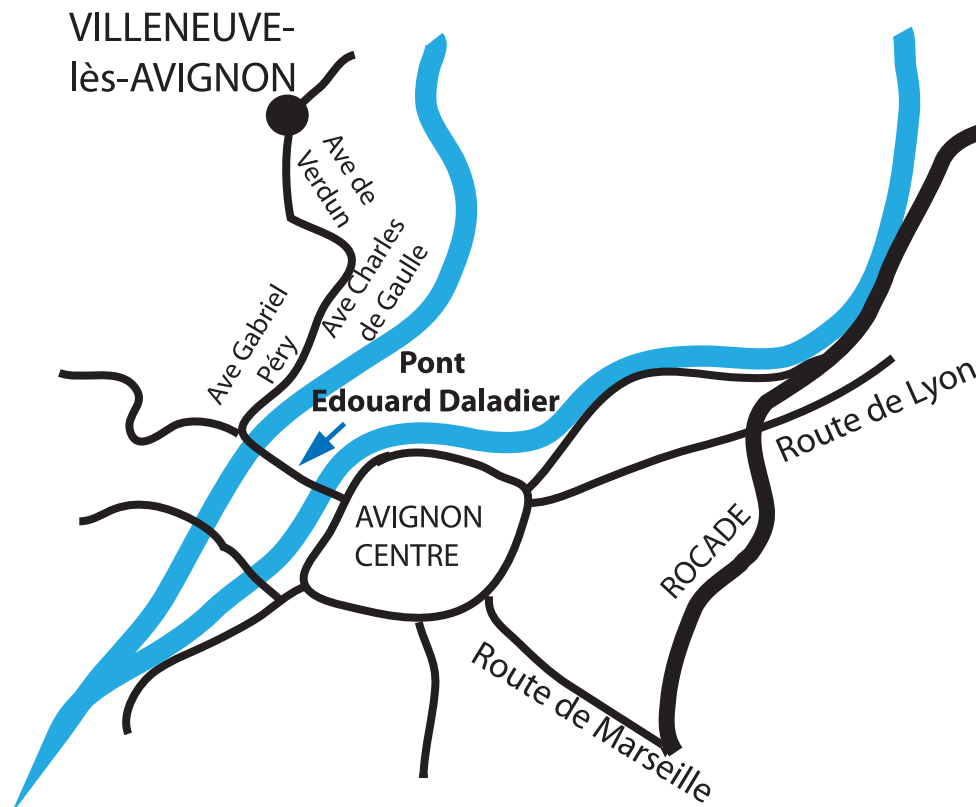 VILLENEUVE-
lès-AVIGNON
Ave de
Verdun
Ave Charles
de Gaulle
Ave Gabriel
Péry
Pont
Edouard Daladier
Route de Lyon
AVIGNON
CENTRE
ROCADE
Route de Marseille